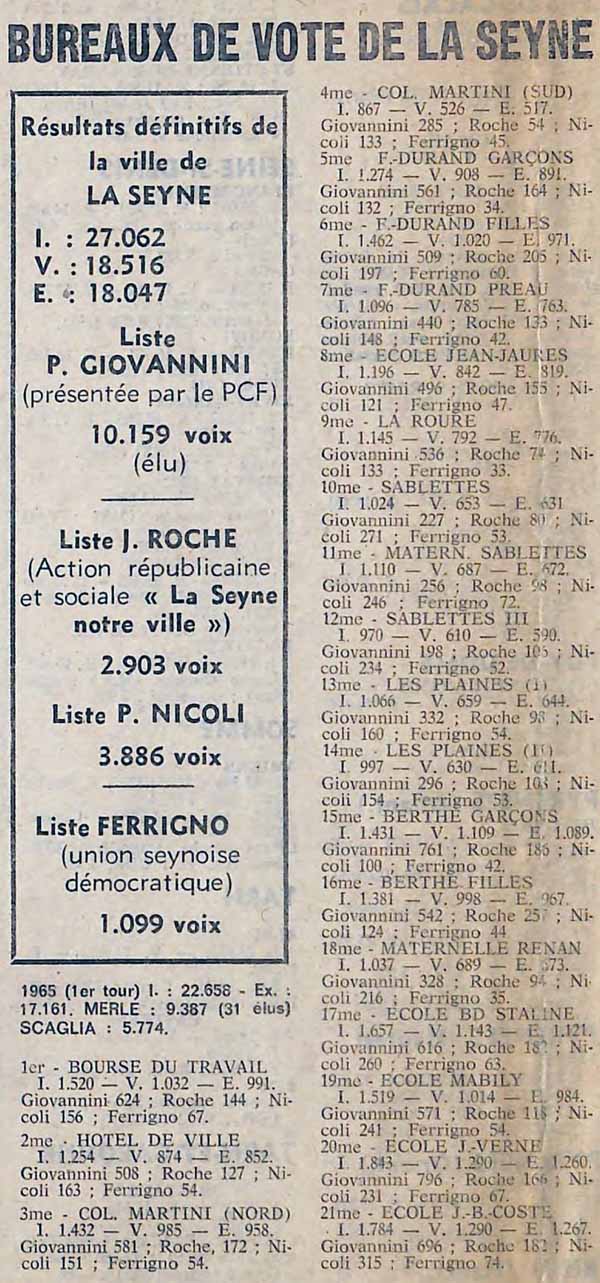 BUREAUX DE VOTE DE LA SEYNE
Résultats définitifs de
la ville de
LA SEYNE
I. : 27.062
V. : 18.516
E. : 18.047
Liste
P. GIOVANNINI
(présentée par le PCF)
10.159 voix
(élu)
Liste J. ROCHE
(Action républicaine
et sociale « La Seyne
notre ville »)
2.903 voix
Liste P. NICOLI
3.886 voix
Liste FERRIGNO
(union seynoise
démocratique)
1.099 voix
1965 (1er tour) I. : 22.658 - Ex. :
17.161. MERLE : 9.387 (31 élus)
SCAGLIA : 5.774.
1er - BOURSE DU TRAVAIL
I. 1.520 — V. 1.032 — E. 991.
Giovannini 624 ; Roche 144 ; Ni-
coli 156 ; Ferrigno 67.
2me - HOTEL DE VILLE
I. 1.254 — V. 874 — E. 852.
Giovannini 508 ; Roche 127 ; Ni-
coli 163 ; Ferrigno 54.
3me - COL. MARTINI (NORD)
I. 1.432 — V. 985 — E. 958.
Giovannini 581 ; Roche, 172 ; Ni-
coli 151 ; Ferrigno 54.
4me - COL. MARTINI (SUD)
I. 867 — V. 526 — E. 517.
Giovannini 285 ; Roche 54 ; Ni-
coli 133 ; Ferrigno 45.
5me F.-DURAND GARÇONS
I. 1.274 — V. 908 — E. 891.
Giovannini 561 ; Roche 164 ; Ni-
coli 132 ; Ferrigno 34.
6me - F.-DURAND FILLES
I. 1.462 — V. 1.020 — E. 971.
Giovannini 509 ; Roche 205 ; Ni-
coli 197 ; Ferrigno 60.
7me - F.-DURAND PREAU
I. 1.096 — V. 785 — E. 763.
Giovannini 440 ; Roche 133 ; Ni-
coli 148 ; Ferrigno 42.
8me - ECOLE JEAN-JAURES
I. 1.196 — V. 842 — E. 819.
Giovannini 496 ; Roche 155 ; Ni-
coli 121 ; Ferrigno 47.
9me - LA ROURE
I. 1.145 — V. 792 — E. 776.
Giovannini 536 ; Roche 74 ; Ni-
coli 133 ; Ferrigno 33.
10me - SABLETTES
I. 1.024 — V. 653 — E. 631
Giovannini 227 ; Roche 80 ; Ni-
coli 271 ; Ferrigno 53.
11me - MATERN. SABLETTES
I. 1.110 — V. 687 — E. 672.
Giovannini 256 ; Roche 98 ; Ni-
coli 246 ; Ferrigno 72.
12me - SABLETTES III
I. 970 — V. 610 — E. 590.
Giovannini 198 ; Roche 106 ; Ni-
coli 234 ; Ferrigno 52.
13me - LES PLAINES (I)
I. 1.066 — V. 659 — E. 644.
Giovannini 332 ; Roche 98 ; Ni-
coli 160 ; Ferrigno 54.
14me - LES PLAINES (II)
I. 997 — V. 630 — E. 611.
Giovannini 296 ; Roche 108 ; Ni-
coli 154 ; Ferrigno 53.
15me - BERTHE GARÇONS
I. 1.431 — V. 1.109 — E. 1.089.
Giovannini 761 ; Roche 186 ; Ni-
coli 100 ; Ferrigno 42.
16me - BERTHE FILLES
I. 1.381 — V. 998 — E. 967.
Giovannini 542 ; Roche 257 ; Ni-
coli 124 ; Ferrigno 44
18me - MATERNELLE RENAN
I. 1.037 — V. 689 — E. 673.
Giovannini 328 ; Roche 94 ; Ni-
coli 216 ; Ferrigno 35.
17me - ECOLE BD STALINE
I. 1.657 — V. 1.143 — E. 1.121.
Giovannini 616 ; Roche 182 ; Ni-
coli 260 ; Ferrigno 63.
19me - ECOLE MABILY
I. 1.519 — V. 1.014 — E. 984.
Giovannini 571 ; Roche 118 ; Ni-
coli 241 ; Ferrigno 54.
20me - ECOLE J.-VERNE
I. 1.843 — V. 1.290 — E. 1.260.
Giovannini 796 ; Roche 166 ; Ni-
coli 231 ; Ferrigno 67.
21me - ECOLE J.-B.-COSTE
I. 1.784 — V. 1.290 — E. 1.267.
Giovannini 696 ; Roche 182 ; Ni-
coli 315 ; Ferrigno 74.